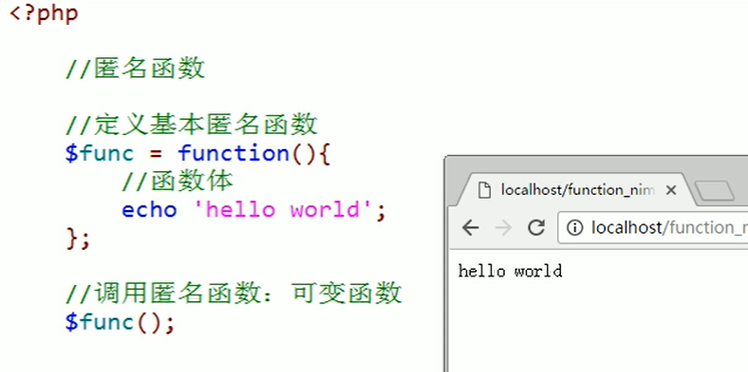 <?php
//匿名函数
//定义基本匿名函数
$func = function(){
//函数体
echo 'hello world';
};
//调用匿名函数：可变函数
$func();
localhost/function_nim
localhost/function_n
hello world